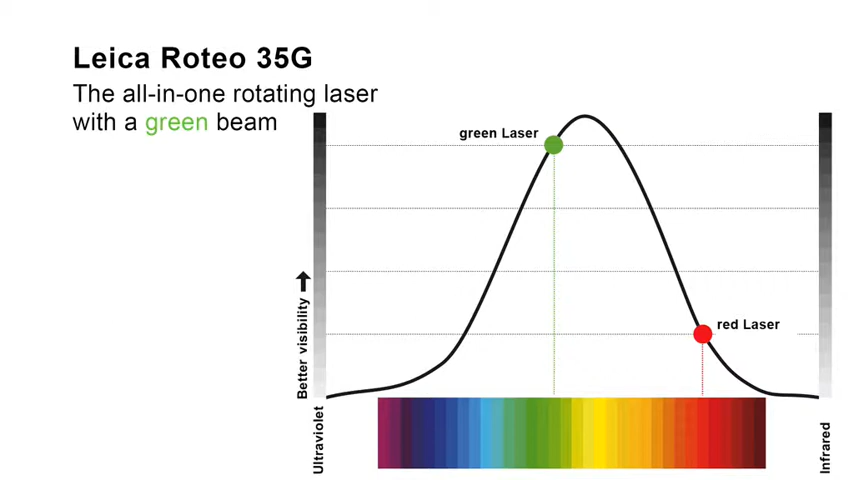 Leica Roteo 35G
The all-in-one rotating laser
with a green beam
green Laser
red Laser
Better visibility
Ultraviolet
Infrared